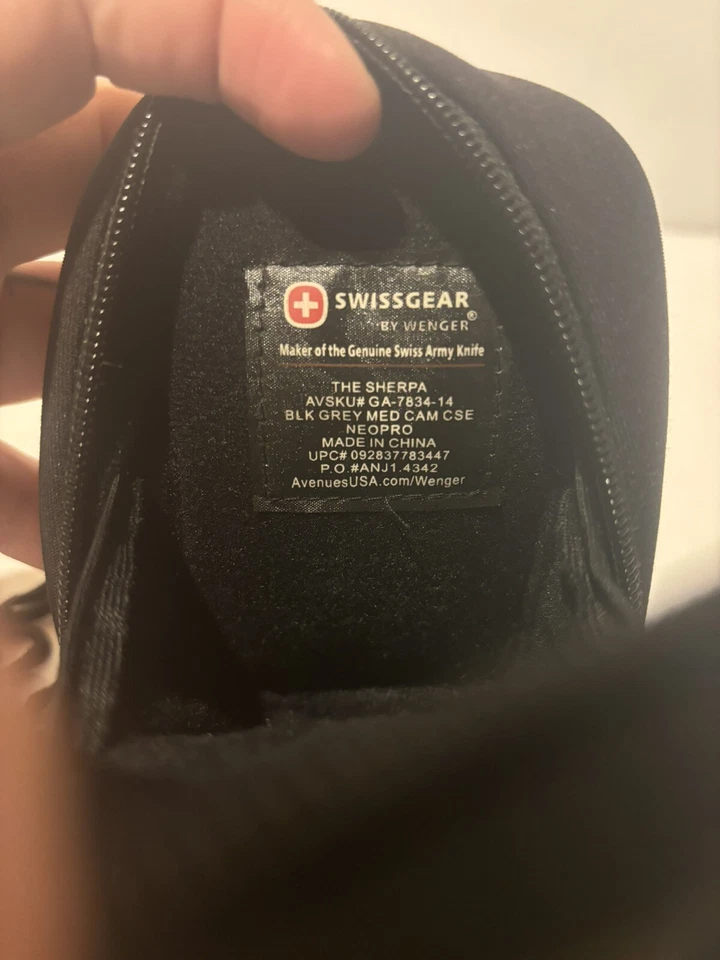 SWISSGEAR
BY WENGER®
Maker of the Genuine Swiss Army Knife
THE SHERPA
AVSKU# GA-7834-14
BLK GREY MED CAM CSE
NEOPRO
MADE IN CHINA
UPC# 092837783447
P.O.#ANJ1.4342
AvenuesUSA.com/Wenger